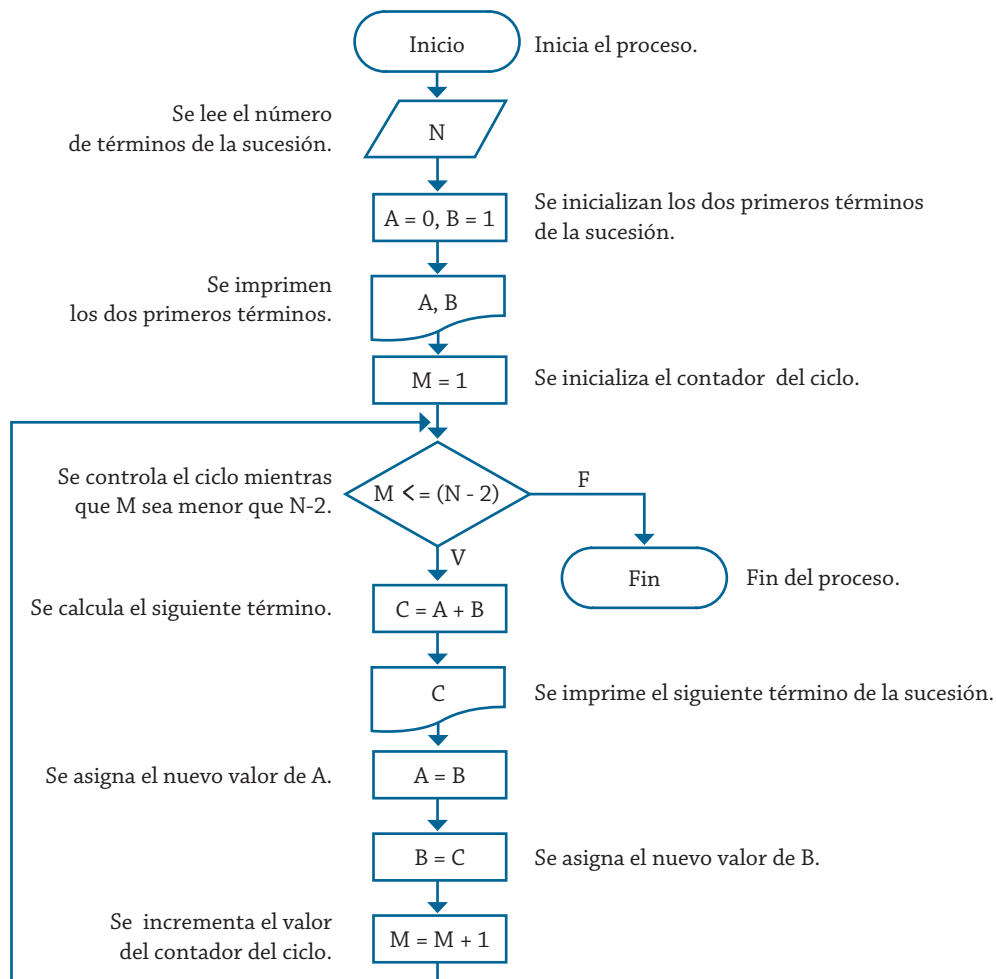 Inicio
Inicia el proceso.
Se lee el número
de términos de la sucesión.
N
A = 0, B = 1
Se inicializan los dos primeros términos
de la sucesión.
Se imprimen
los dos primeros términos.
A, B
M = 1
Se inicializa el contador del ciclo.
Se controla el ciclo mientras
que M sea menor que N-2.
M <= (N - 2)
F
V
Fin
Fin del proceso.
Se calcula el siguiente término.
C = A + B
C
Se imprime el siguiente término de la sucesión.
Se asigna el nuevo valor de A.
A = B
B = C
Se asigna el nuevo valor de B.
Se incrementa el valor
del contador del ciclo.
M = M + 1